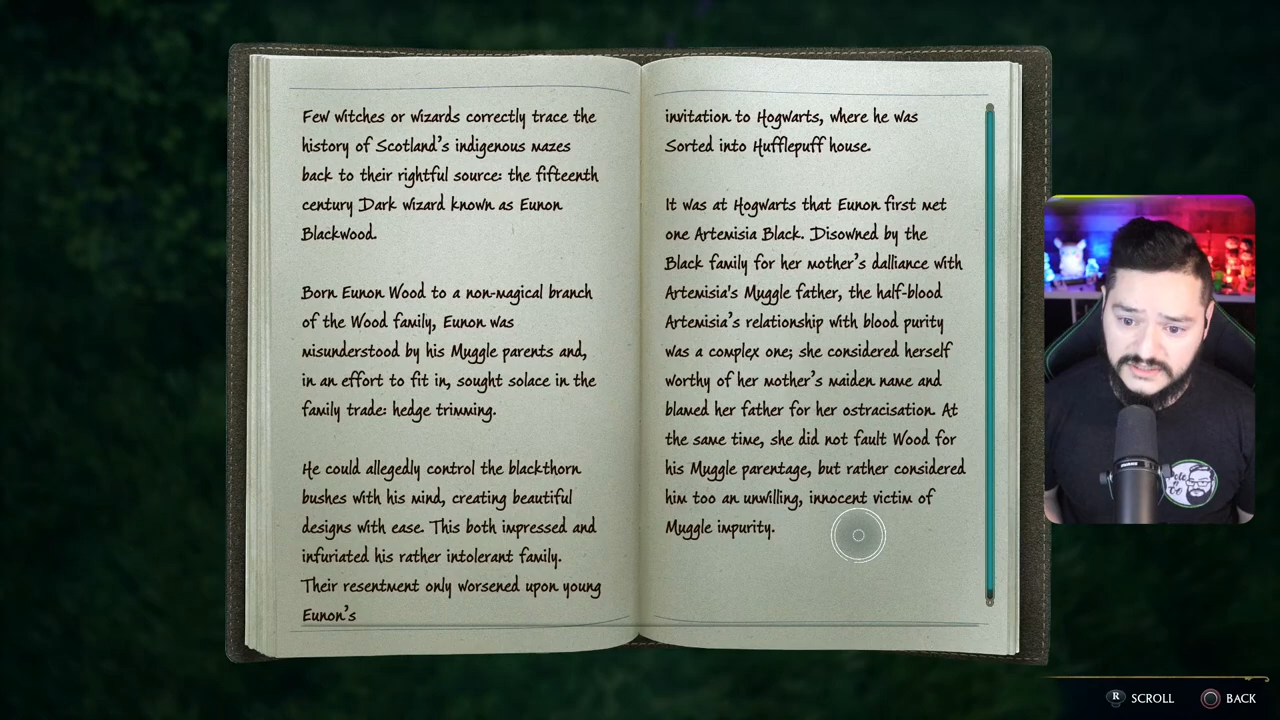 Few witches or wizards correctly trace the
history of Scotland's indigenous mazes
back to their rightful source: the fifteenth
century Dark wizard known as Eunon
Blackwood.
Born Eunon Wood to a non-magical branch
of the Wood family, Eunon was
misunderstood by his Muggle parents and,
in an effort to fit in, sought solace in the
family trade: hedge trimming.
He could allegedly control the blackthorn
bushes with his mind, creating beautiful
designs with ease. This both impressed and
infuriated his rather intolerant family.
Their resentment only worsened upon young
Eunon's
invitation to Hogwarts, where he was
Sorted into Hufflepuff house.
It was at Hogwarts that Eunon first met
one Artemisia Black. Disowned by the
Black family for her mother's dalliance with
Artemisia's Muggle father, the half-blood
Artemisia's relationship with blood purity
was a complex one; she considered herself
worthy of her mother's maiden name and
blamed her father for her ostracisation. At
the same time, she did not fault Wood for
his Muggle parentage, but rather considered
him too an unwilling, innocent victim of
Muggle impurity.
R SCROLL
BACK